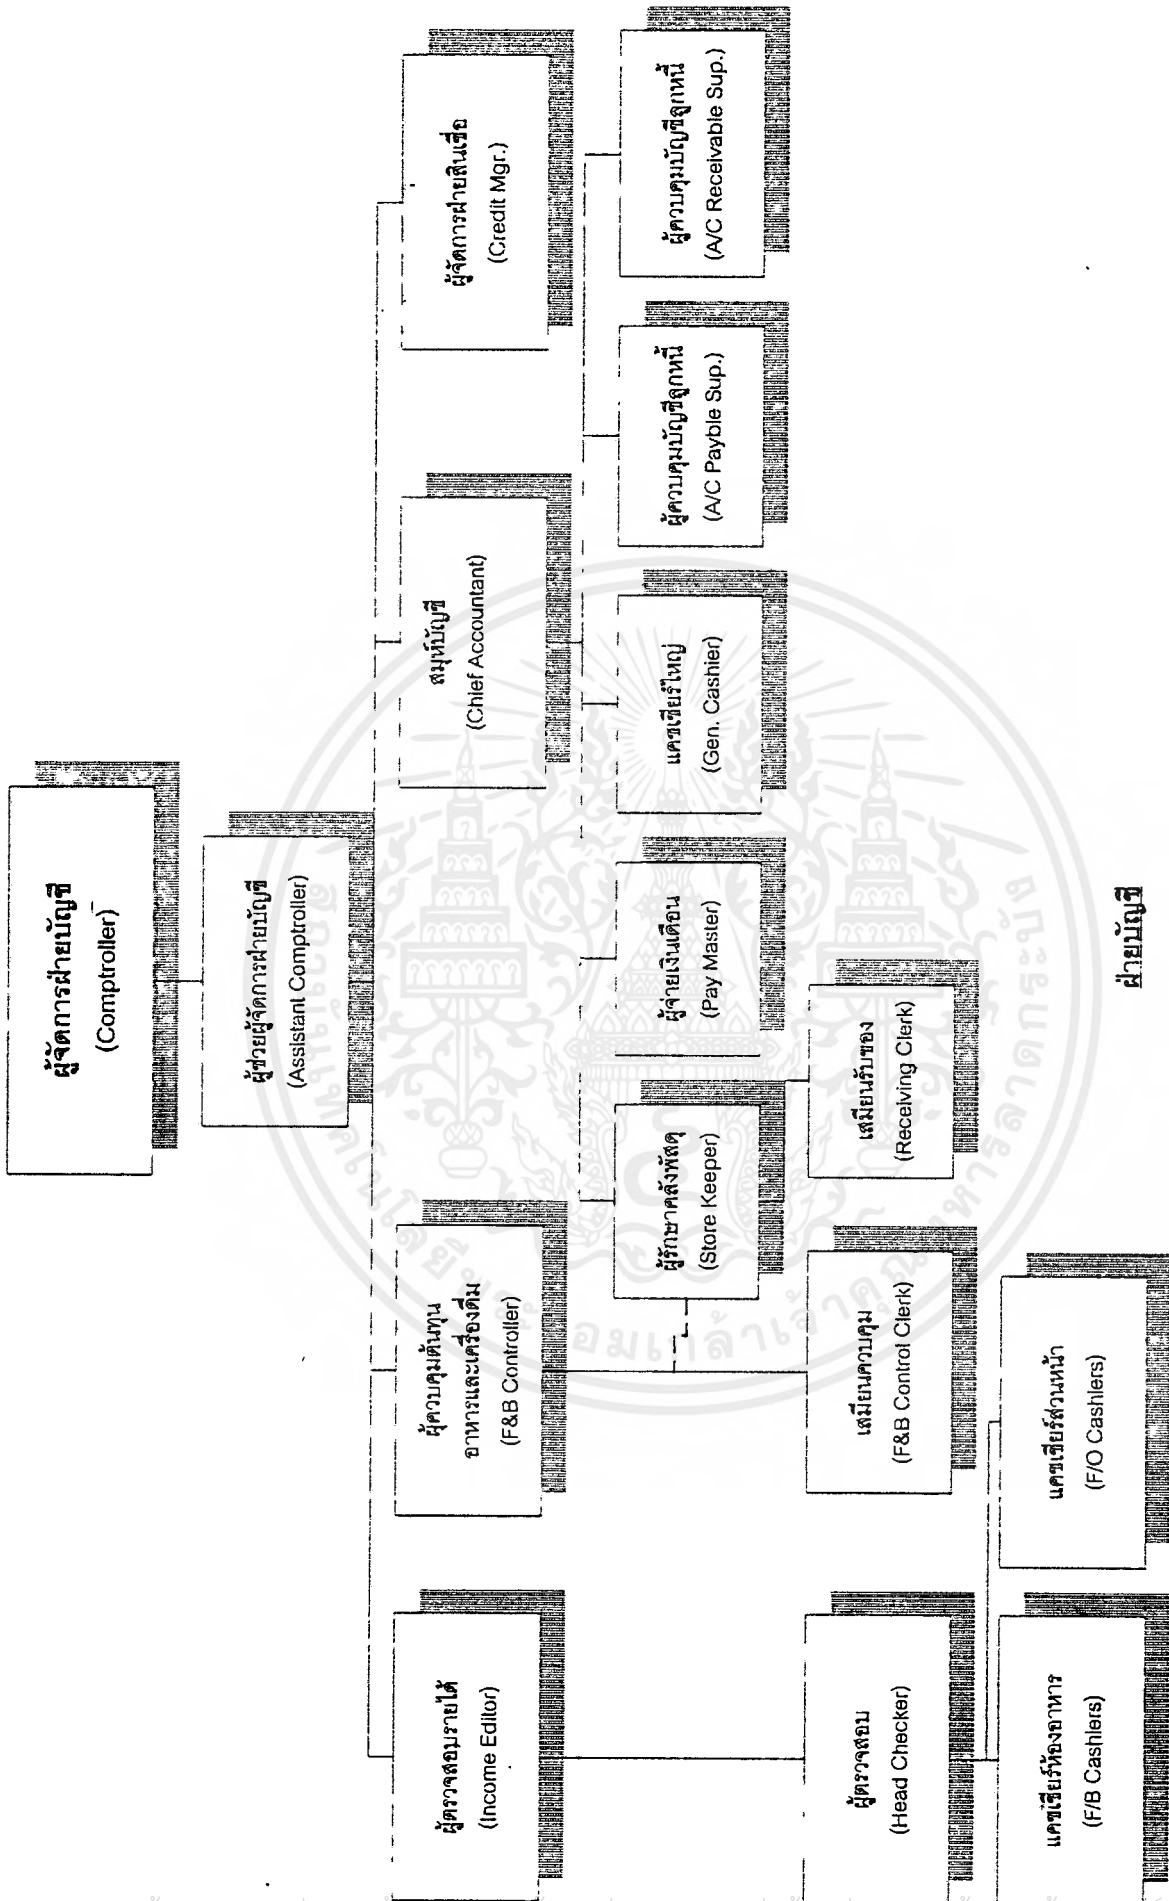 ผู้จัดการฝ่ายบัญชี
(Comptroller)
ผู้ช่วยผู้จัดการฝ่ายบัญชี
(Assistant Comptroller)
ผู้ตรวจสอบรายได้
(Income Editor)
ผู้ควบคุมต้นทุน
อาหารและเครื่องดื่ม
(F&B Controller)
สมุห์บัญชี
(Chief Accountant)
ผู้จัดการฝ่ายสินเชื่อ
(Credit Mgr.)
ผู้รักษาคลังพัสดุ
(Store Keeper)
ผู้จ่ายเงินเดือน
(Pay Master)
แคชเชียร์ใหญ่
(Gen. Cashier)
ผู้ควบคุมบัญชีลูกหนี้
(A/C Payble Sup.)
ผู้ควบคุมบัญชีลูกหนี้
(A/C Receivable Sup.)
ผู้ตรวจสอบ
(Head Checker)
เสมียนควบคุม
(F&B Control Clerk)
เสมียนรับของ
(Receiving Clerk)
แคชเชียร์ห้องอาหาร
(F/B Cashlers)
แคชเชียร์ส่วนหน้า
(F/O Cashlers)
ฝ่ายบัญชี